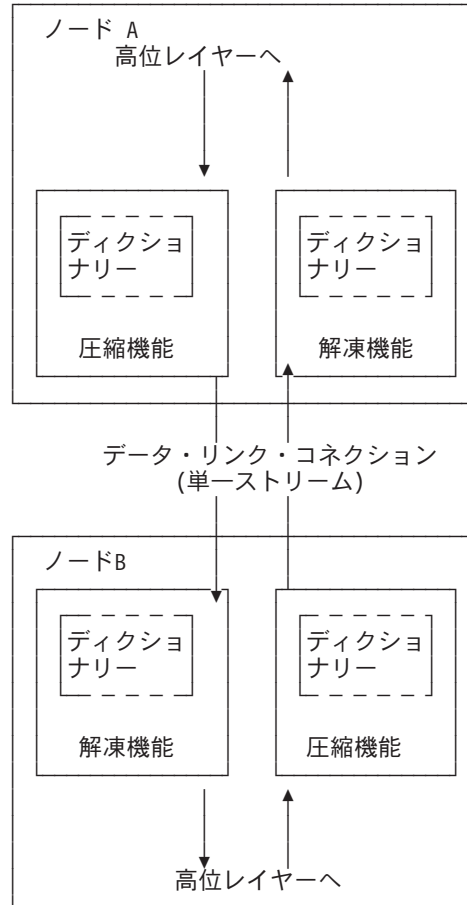 ノード A
高位レイヤーへ
ディクショ
ナリー
圧縮機能
ディクショ
ナリー
解凍機能
データ・リンク・コネクション
(単一ストリーム)
ノードB
ディクショ
ナリー
解凍機能
ディクショ
ナリー
圧縮機能
高位レイヤーへ